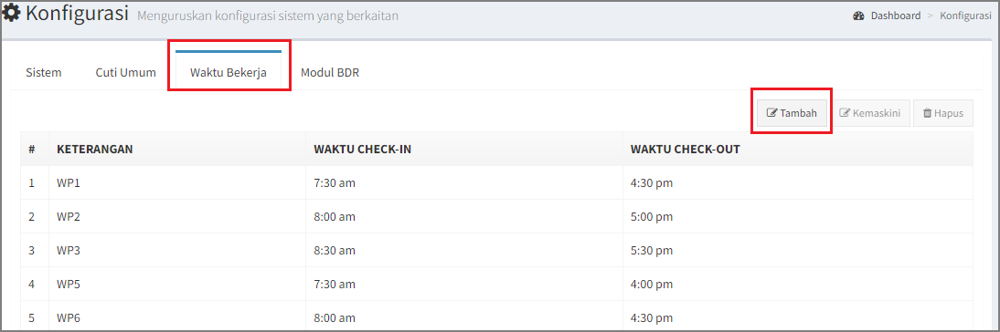 Konfigurasi Menguruskan konfigurasi sistem yang berkaitan Dashboard > Konfigurasi
Sistem Cuti Umum Waktu Bekerja Modul BDR
Tambah Kemaskini Hapus
# KETERANGAN WAKTU CHECK-IN WAKTU CHECK-OUT
1 WP1 7:30 am 4:30 pm
2 WP2 8:00 am 5:00 pm
3 WP3 8:30 am 5:30 pm
4 WP5 7:30 am 4:00 pm
5 WP6 8:00 am 4:30 pm